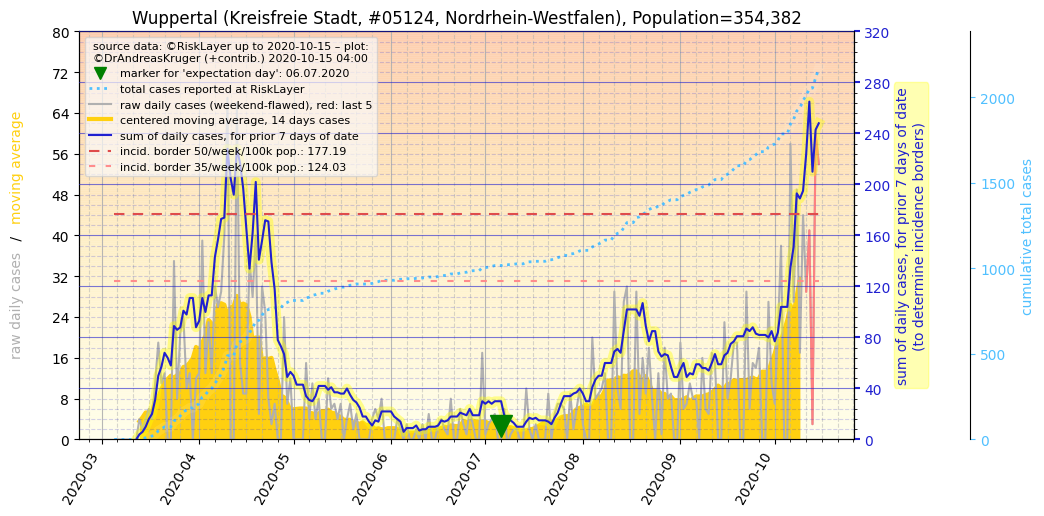 Wuppertal (Kreisfreie Stadt, #05124, Nordrhein-Westfalen), Population=354,382
source data: ©RiskLayer up to 2020-10-15 – plot:
©DrAndreasKruger (+contrib.) 2020-10-15 04:00
marker for 'expectation day': 06.07.2020
total cases reported at RiskLayer
raw daily cases (weekend-flawed), red: last 5
centered moving average, 14 days cases
sum of daily cases, for prior 7 days of date
incid. border 50/week/100k pop.: 177.19
incid. border 35/week/100k pop.: 124.03
raw daily cases / moving average
80
72
64
56
48
40
32
24
16
8
0
2020-03
2020-04
2020-05
2020-06
2020-07
2020-08
2020-09
2020-10
320
280
240
200
160
120
80
40
0
sum of daily cases, for prior 7 days of date
(to determine incidence borders)
2000
1500
1000
500
0
cumulative total cases